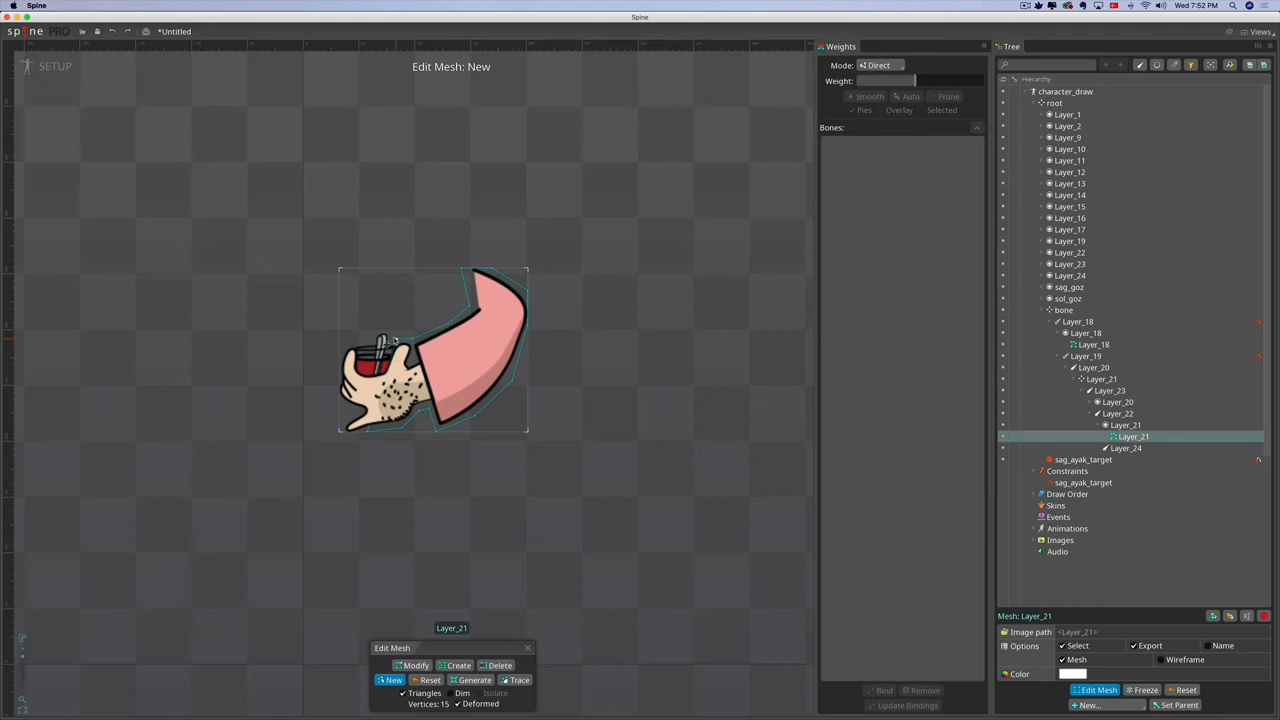 Spine
Wed 7:52 PM
Spine
spine PRO
*Untitled
Views
SETUP
Edit Mesh: New
Weights
Mode: Direct
Weight:
Smooth Auto Prune
Pies Overlay Selected
Bones:
Bind Remove
Update Bindings
Tree
Hierarchy
character_draw
root
Layer_1
Layer_2
Layer_9
Layer_10
Layer_11
Layer_12
Layer_13
Layer_14
Layer_15
Layer_16
Layer_17
Layer_19
Layer_22
Layer_23
Layer_24
sag_goz
sol_goz
bone
Layer_18
Layer_18
Layer_18
Layer_19
Layer_20
Layer_21
Layer_23
Layer_20
Layer_22
Layer_21
Layer_21
Layer_24
sag_ayak_target
Constraints
sag_ayak_target
Draw Order
Skins
Events
Animations
Images
Audio
Mesh: Layer_21
Image path <Layer_21>
Options Select Export Name
Mesh Wireframe
Color
Edit Mesh Freeze Reset
New... Set Parent
Layer_21
Edit Mesh
Modify Create Delete
New Reset Generate Trace
Triangles Dim Isolate
Vertices: 15 Deformed